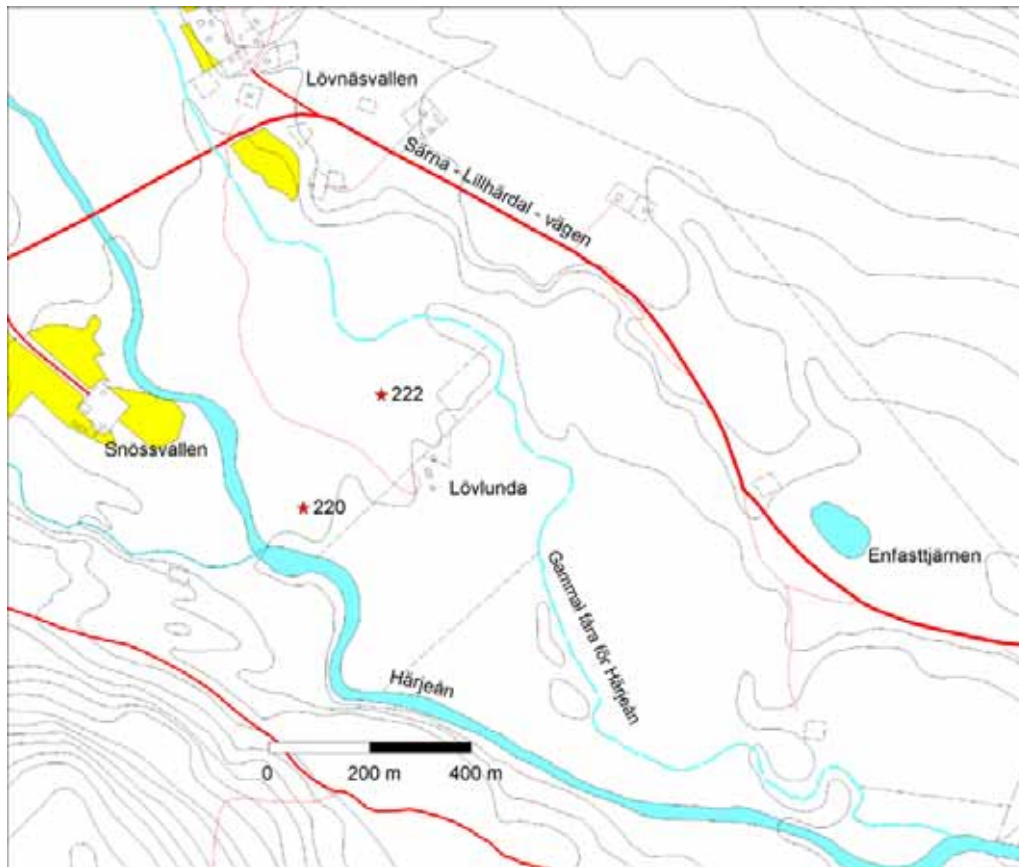 Lövnäsvallen
Särna - Lillhärdal - vägen
222
Snössvallen
Lövlunda
220
Enfasttjärnen
Gammal fåra för Härjeån
Härjeån
0 200 m 400 m